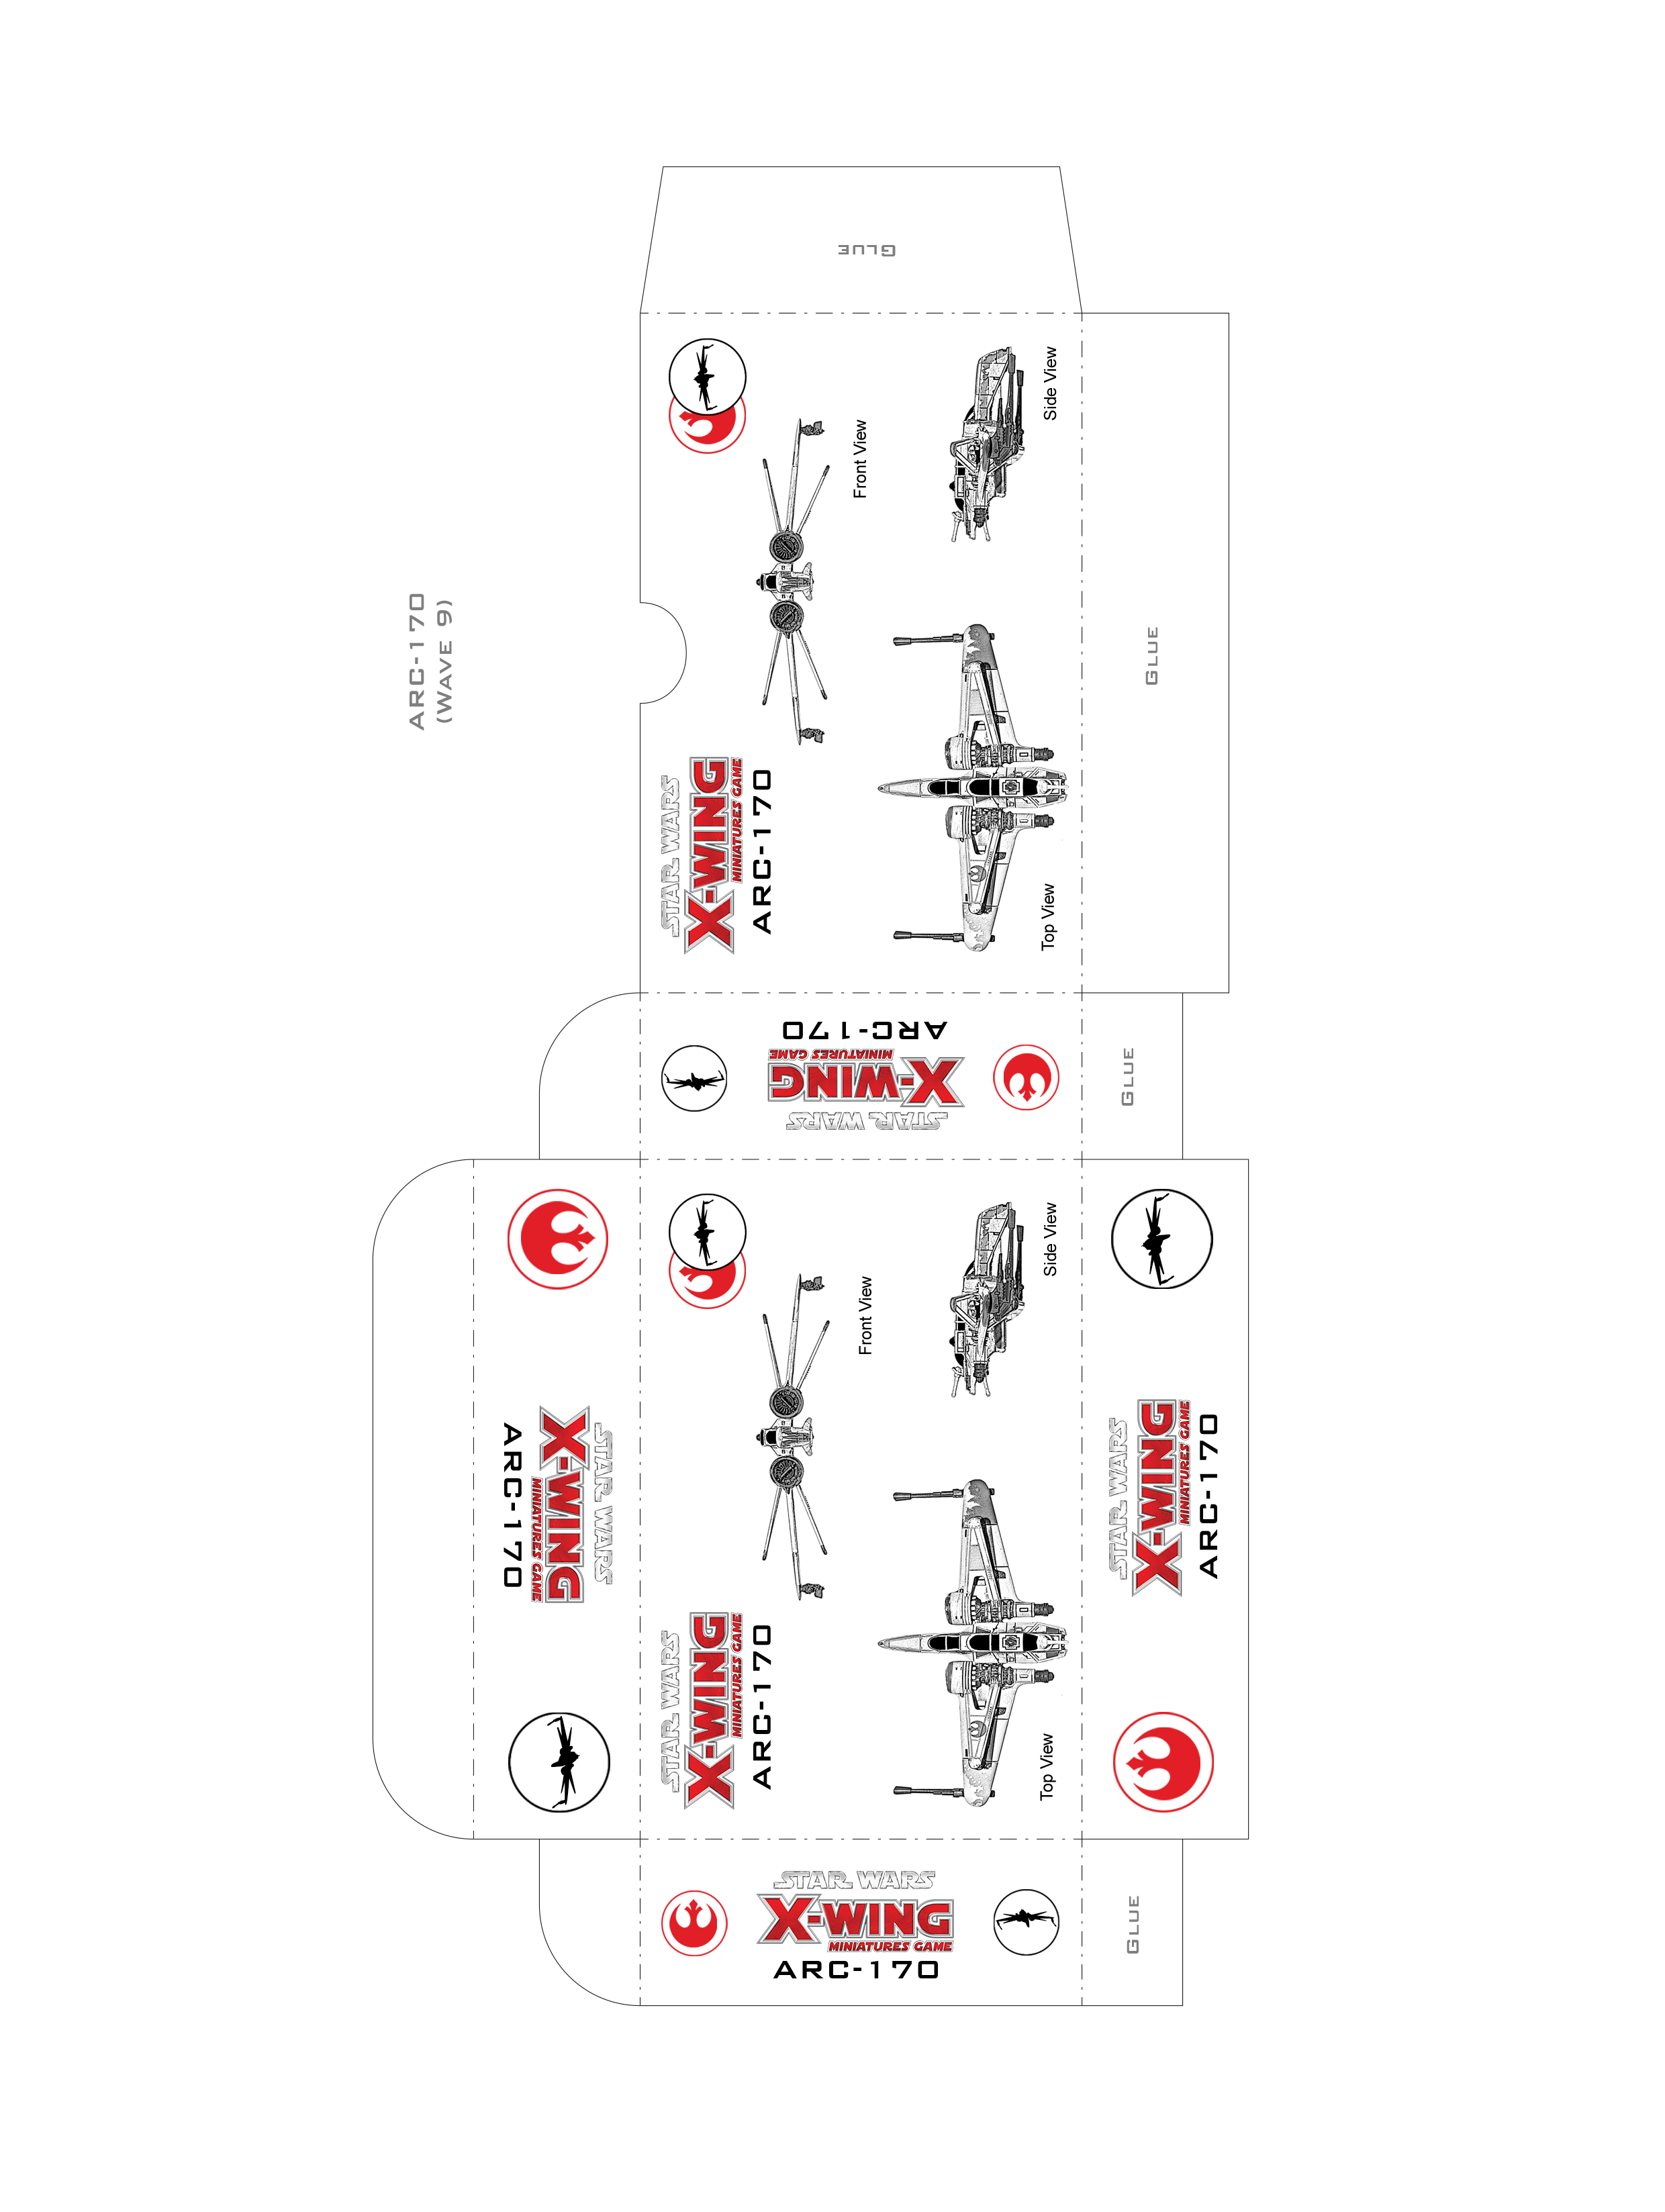 GLUE
ARC-170
(WAVE 9)
STAR WARS
X-WING
MINIATURES GAME
ARC-170
Front View
Side View
Top View
GLUE
STAR WARS
X-WING
MINIATURES GAME
ARC-170
GLUE
STAR WARS
X-WING
MINIATURES GAME
ARC-170
STAR WARS
X-WING
MINIATURES GAME
ARC-170
Front View
Side View
Top View
STAR WARS
X-WING
MINIATURES GAME
ARC-170
STAR WARS
X-WING
MINIATURES GAME
ARC-170
GLUE